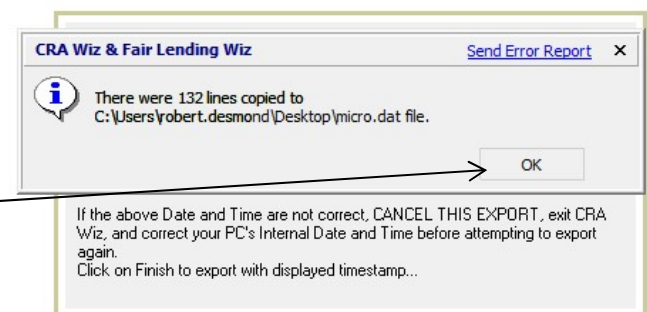 CRA Wiz & Fair Lending Wiz
Send Error Report X
There were 132 lines copied to
C:\Users\robert.desmond\Desktop\micro.dat file.
OK
If the above Date and Time are not correct, CANCEL THIS EXPORT, exit CRA
Wiz, and correct your PC's Internal Date and Time before attempting to export
again.
Click on Finish to export with displayed timestamp...